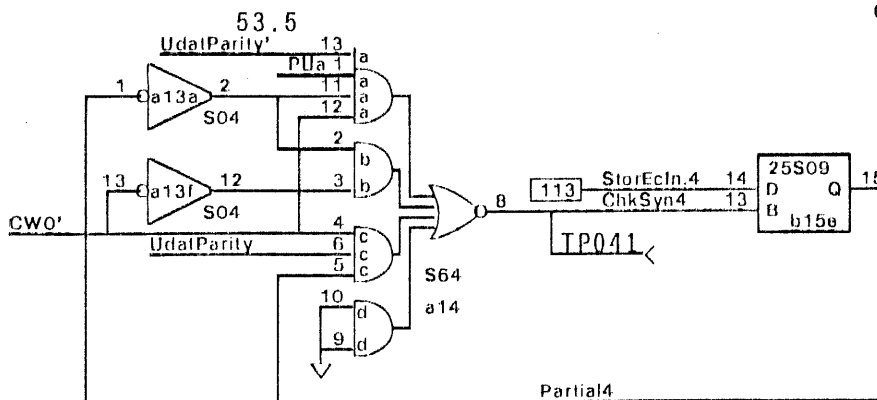 53.5
UdatParity' 13 a
PUa 1 a
1 a13a 2 11 a
S04 12 a
2 b
13 a13f 12 3 b
S04
8
113 StorEcIn.4 14 D 25S09 Q 15
ChkSyn4 13 B
b15e
CWO' 4 c
UdatParity 6 c
5 c
TP041
S64
a14
10 d
9 d
Partial4